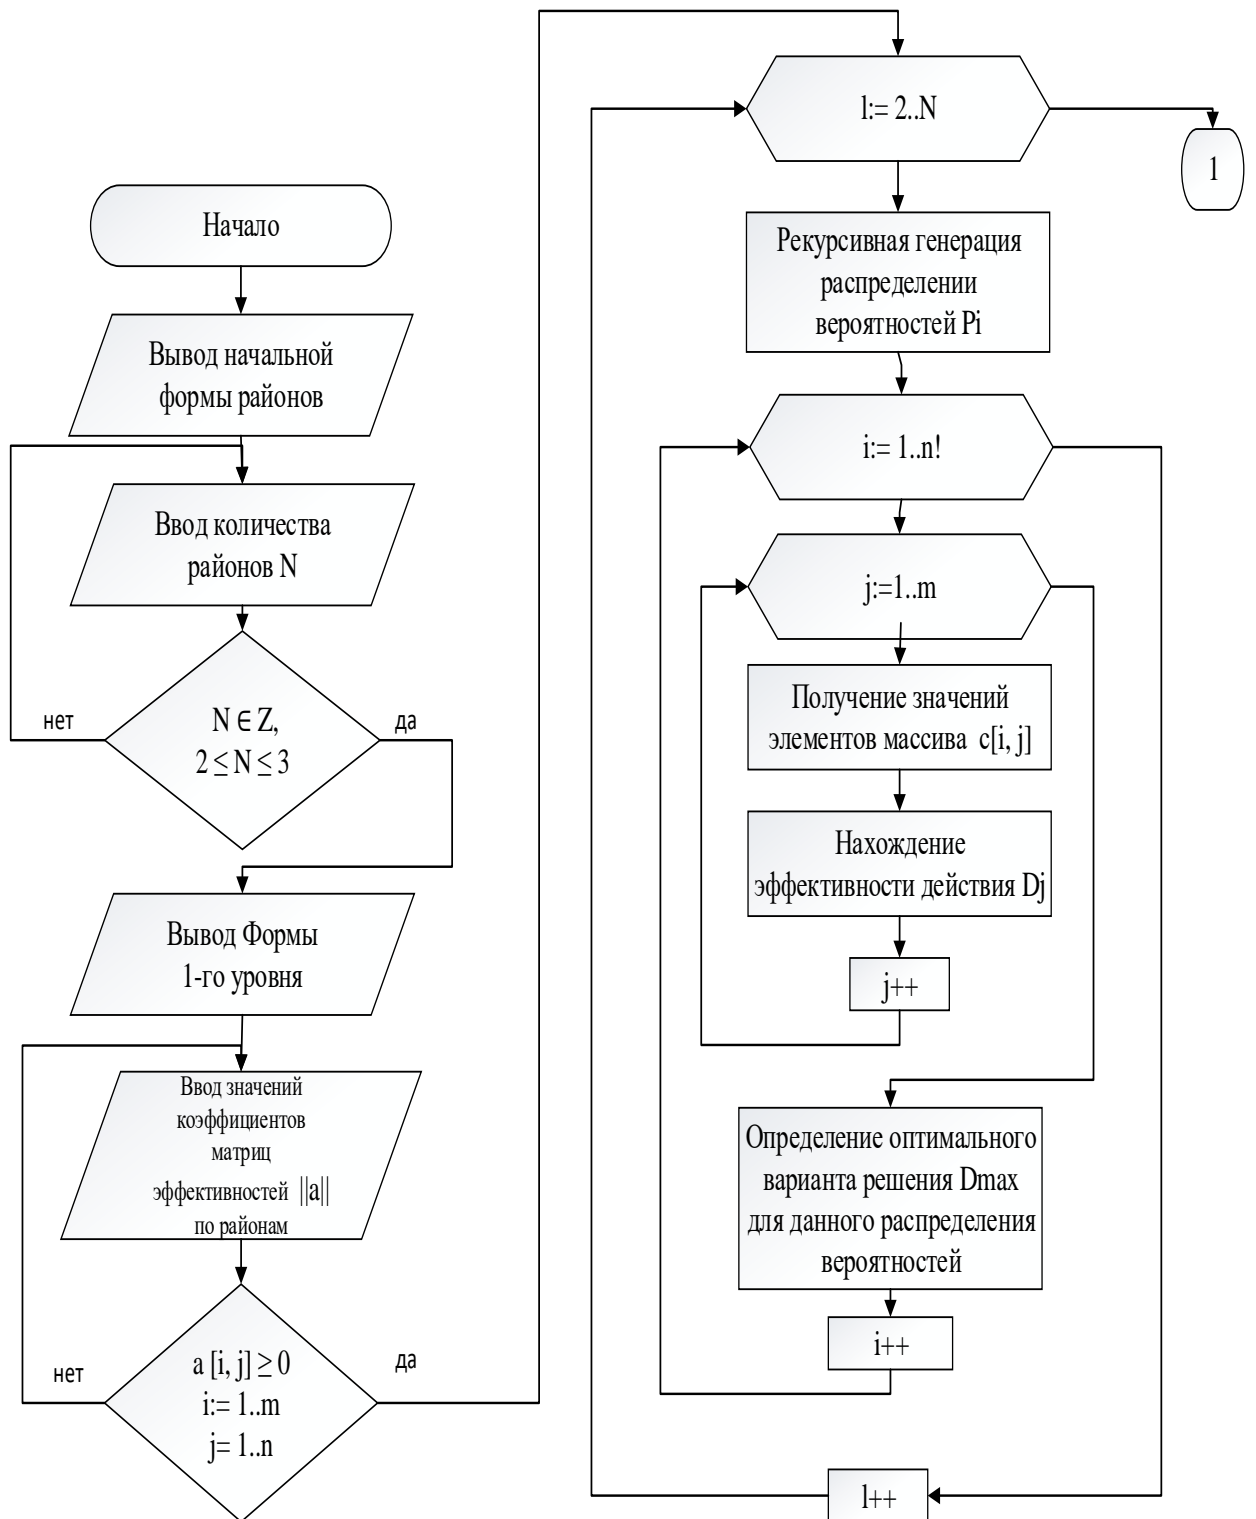 Начало
Вывод начальной
формы районов
Ввод количества
районов N
нет
N ∈ Z,
2 ≤ N ≤ 3
да
Вывод Формы
1-го уровня
Ввод значений
коэффициентов
матриц
эффективностей ||a||
по районам
нет
a [i, j] ≥ 0
i:= 1..m
j= 1..n
да
l:= 2..N
1
Рекурсивная генерация
распределении
вероятностей Pi
i:= 1..n!
j:=1..m
Получение значений
элементов массива c[i, j]
Нахождение
эффективности действия Dj
j++
Определение оптимального
варианта решения Dmax
для данного распределения
вероятностей
i++
l++